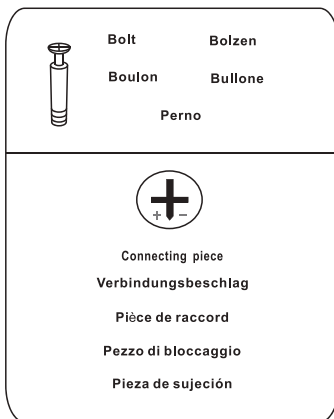 Bolt Bolzen
Boulon Bullone
Perno
+ −
Connecting piece
Verbindungsbeschlag
Pièce de raccord
Pezzo di bloccaggio
Pieza de sujeción